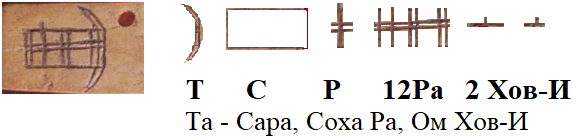 Т С Р 12Ра 2 Хов-И
Та - Сара, Соха Ра, Ом Хов-И